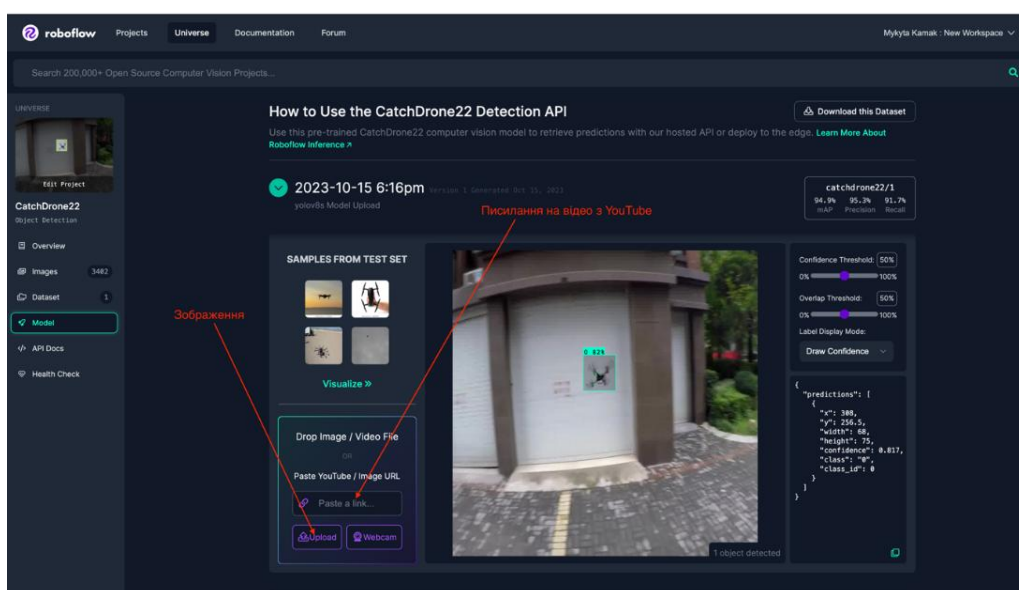 roboflow Projects Universe Documentation Forum Mykyta Kamak : New Workspace
Search 200,000+ Open Source Computer Vision Projects...
UNIVERSE
Edit Project
CatchDrone22
Object Detection
Overview
Images 3402
Dataset 1
Model
API Docs
Health Check
How to Use the CatchDrone22 Detection API
Download this Dataset
Use this pre-trained CatchDrone22 computer vision model to retrieve predictions with our hosted API or deploy to the edge. Learn More About
Roboflow Inference
2023-10-15 6:16pm Version 1 Generated Oct 15, 2023
yolov8s Model Upload
catchdrone22/1
94.9% 95.3% 91.7%
mAP Precision Recall
Писилання на відео з YouTube
Зображення
SAMPLES FROM TEST SET
Visualize »
Drop Image / Video File
OR
Paste YouTube / Image URL
Paste a link...
Upload Webcam
0 82%
1 object detected
Confidence Threshold: 50%
0% 100%
Overlap Threshold: 50%
0% 100%
Label Display Mode:
Draw Confidence
{
"predictions": [
{
"x": 308,
"y": 256.5,
"width": 68,
"height": 75,
"confidence": 0.817,
"class": "0",
"class_id": 0
}
]
}